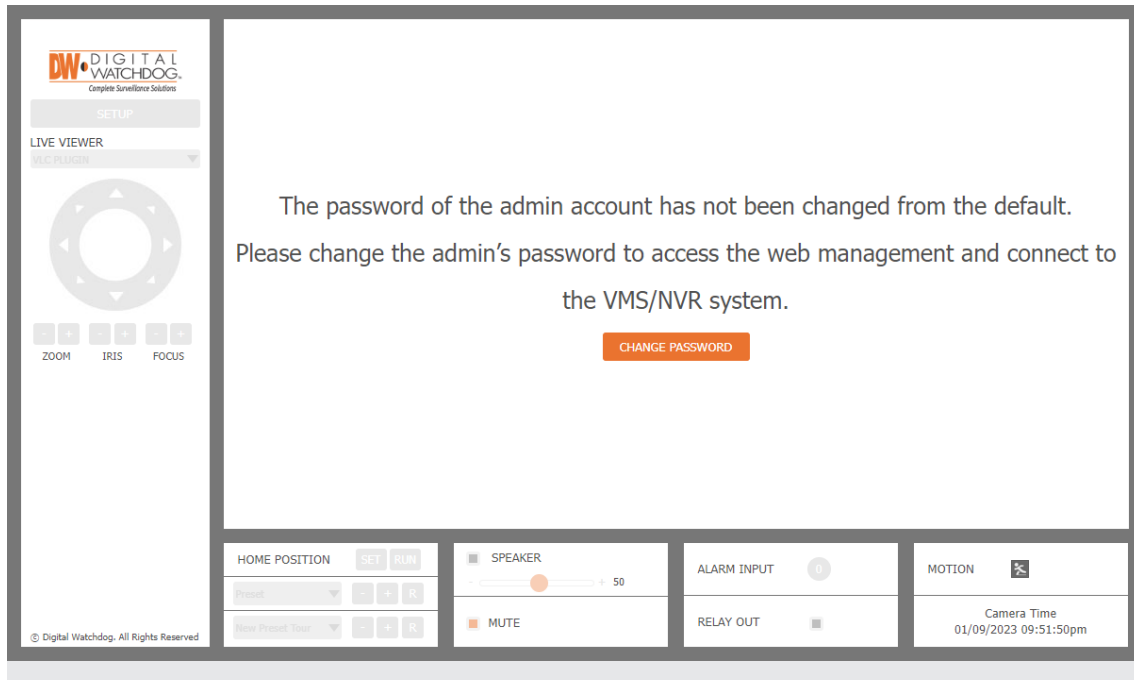 DW DIGITAL
WATCHDOG®
Complete Surveillance Solutions
SETUP
LIVE VIEWER
VLC PLUGIN
- + - + - +
ZOOM IRIS FOCUS
© Digital Watchdog. All Rights Reserved
The password of the admin account has not been changed from the default.
Please change the admin’s password to access the web management and connect to
the VMS/NVR system.
CHANGE PASSWORD
HOME POSITION SET RUN
Preset - + R
New Preset Tour - + R
SPEAKER
- + 50
MUTE
ALARM INPUT 0
RELAY OUT
MOTION
Camera Time
01/09/2023 09:51:50pm